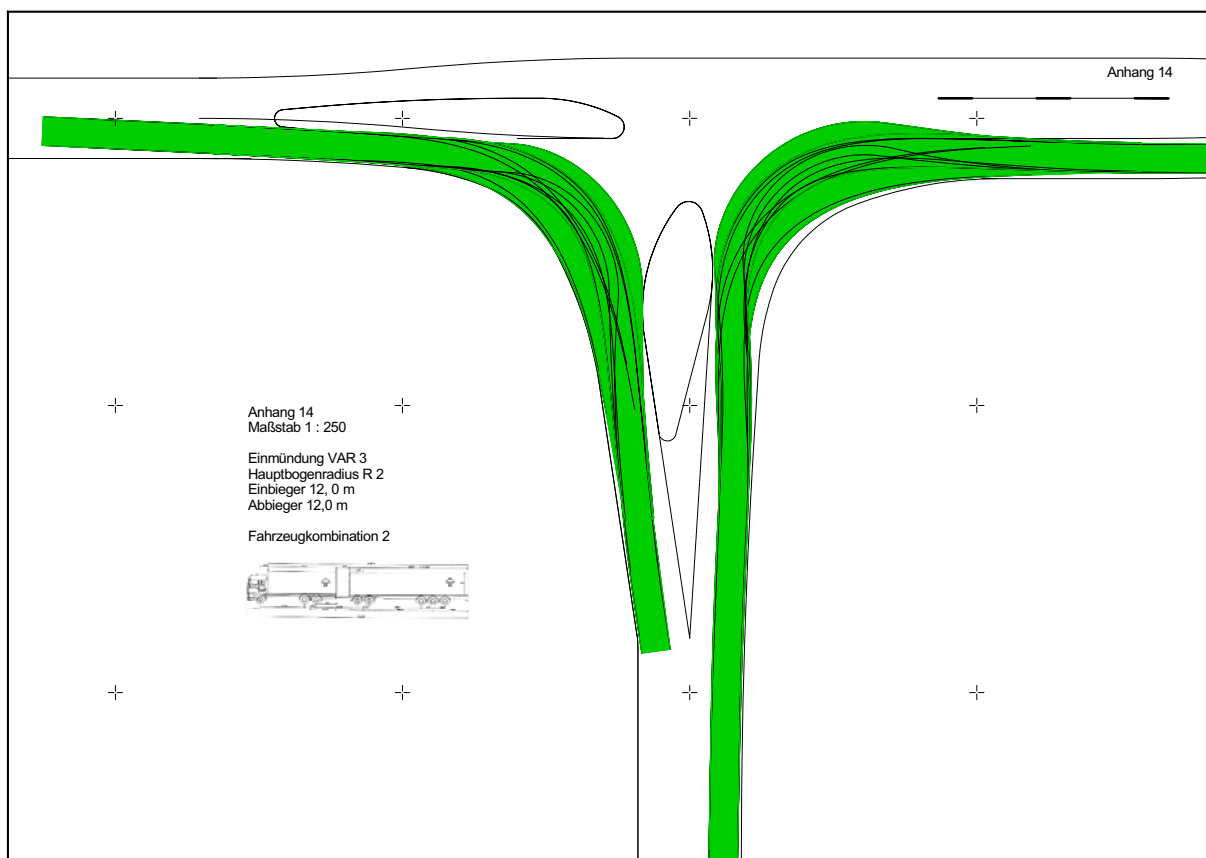 Anhang 14
Anhang 14
Maßstab 1 : 250
Einmündung VAR 3
Hauptbogenradius R 2
Einbieger 12, 0 m
Abbieger 12,0 m
Fahrzeugkombination 2